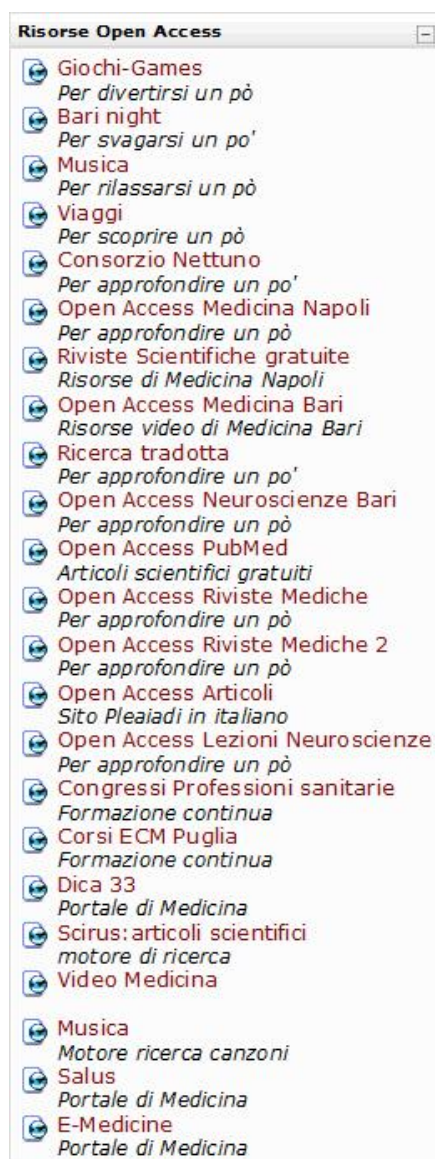 Risorse Open Access
Giochi-Games
Per divertirsi un pò
Bari night
Per svagarsi un po'
Musica
Per rilassarsi un pò
Viaggi
Per scoprire un pò
Consorzio Nettuno
Per approfondire un po'
Open Access Medicina Napoli
Per approfondire un pò
Riviste Scientifiche gratuite
Risorse di Medicina Napoli
Open Access Medicina Bari
Risorse video di Medicina Bari
Ricerca tradotta
Per approfondire un po'
Open Access Neuroscienze Bari
Per approfondire un pò
Open Access PubMed
Articoli scientifici gratuiti
Open Access Riviste Mediche
Per approfondire un pò
Open Access Riviste Mediche 2
Per approfondire un pò
Open Access Articoli
Sito Pleaiadi in italiano
Open Access Lezioni Neuroscienze
Per approfondire un pò
Congressi Professioni sanitarie
Formazione continua
Corsi ECM Puglia
Formazione continua
Dica 33
Portale di Medicina
Scirus: articoli scientifici
motore di ricerca
Video Medicina
Musica
Motore ricerca canzoni
Salus
Portale di Medicina
E-Medicine
Portale di Medicina